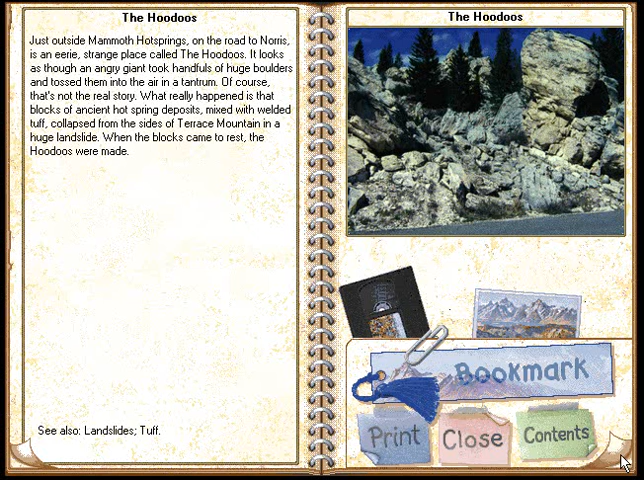 The Hoodoos
Just outside Mammoth Hotsprings, on the road to Norris,
is an eerie, strange place called The Hoodoos. It looks
as though an angry giant took handfuls of huge boulders
and tossed them into the air in a tantrum. Of course,
that's not the real story. What really happened is that
blocks of ancient hot spring deposits, mixed with welded
tuff, collapsed from the sides of Terrace Mountain in a
huge landslide. When the blocks came to rest, the
Hoodoos were made.
See also: Landslides; Tuff.
The Hoodoos
Bookmark
Print
Close
Contents